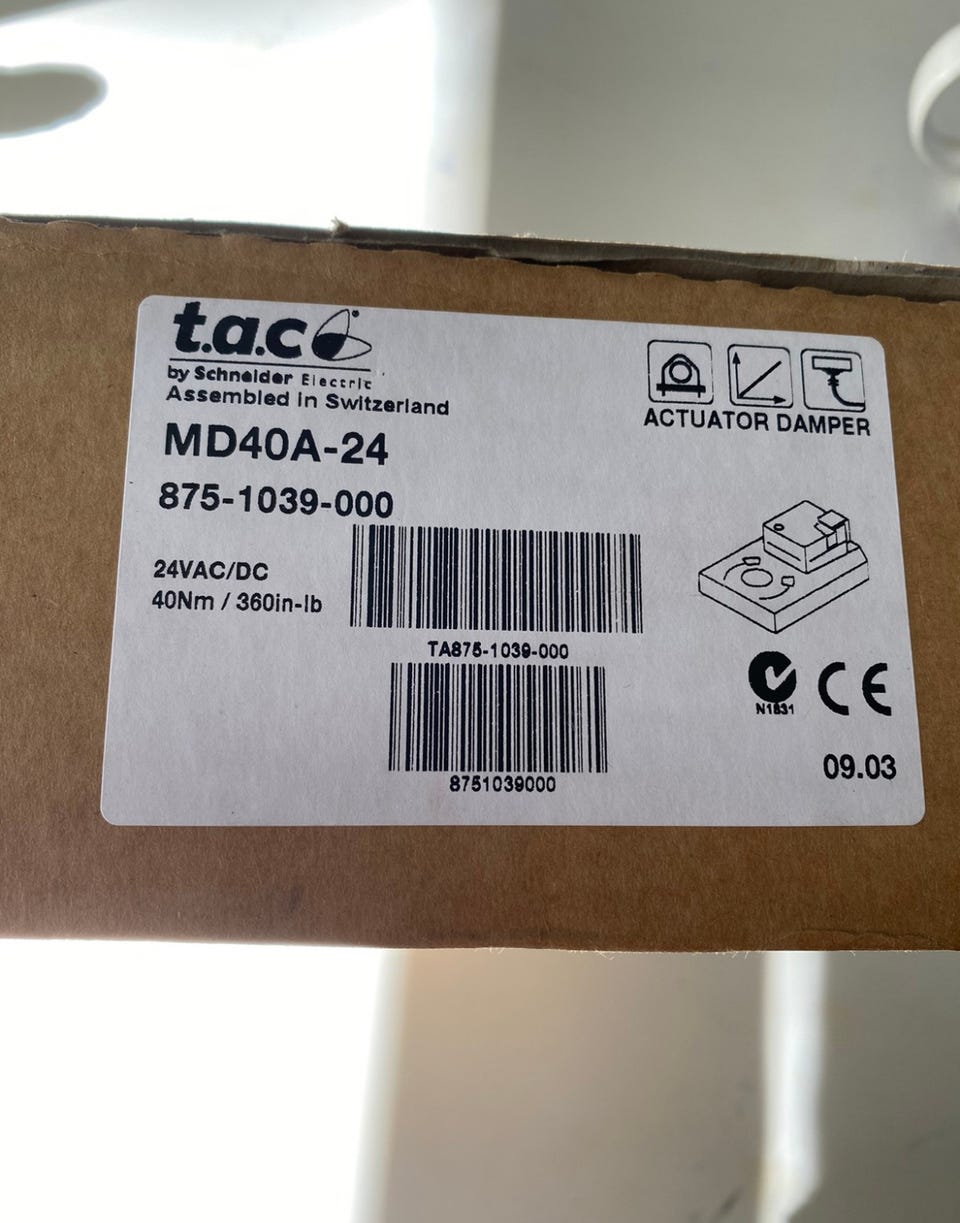 t.a.c
by Schneider Electric
Assembled in Switzerland
MD40A-24
875-1039-000
24VAC/DC
40Nm / 360in-lb
TA875-1039-000
8751039000
ACTUATOR DAMPER
N1831
CE
09.03